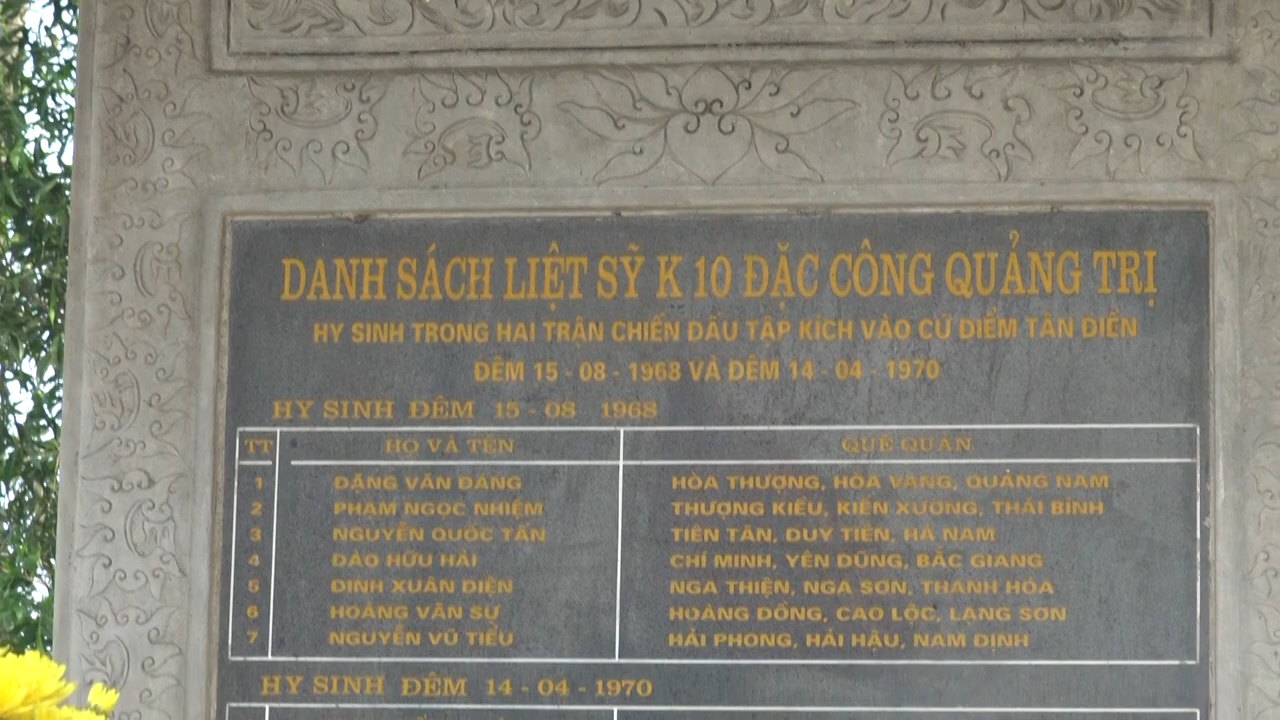 DANH SÁCH LIỆT SỸ K 10 ĐẶC CÔNG QUẢNG TRỊ
HY SINH TRONG HAI TRẬN CHIẾN ĐẤU TẬP KÍCH VÀO CỨ ĐIỂM TÂN ĐIỀN
ĐÊM 15 - 08 - 1968 VÀ ĐÊM 14 - 04 - 1970
HY SINH ĐÊM 15 - 08 1968
TT HỌ VÀ TÊN QUÊ QUÁN
1 ĐẶNG VĂN ĐÁNG HÒA THƯỢNG, HÒA VANG, QUẢNG NAM
2 PHẠM NGỌC NHIỆM THƯỢNG KIỀU, KIẾN XƯƠNG, THÁI BÌNH
3 NGUYỄN QUỐC TẤN TIÊN TÂN, DUY TIÊN, HÀ NAM
4 ĐÀO HỮU HẢI CHÍ MINH, YÊN DŨNG, BẮC GIANG
5 ĐINH XUÂN DIỆN NGA THIỆN, NGA SƠN, THANH HÓA
6 HOÀNG VĂN SỰ HOÀNG ĐỒNG, CAO LỘC, LẠNG SƠN
7 NGUYỄN VŨ TIỂU HẢI PHONG, HẢI HẬU, NAM ĐỊNH
HY SINH ĐÊM 14 - 04 - 1970